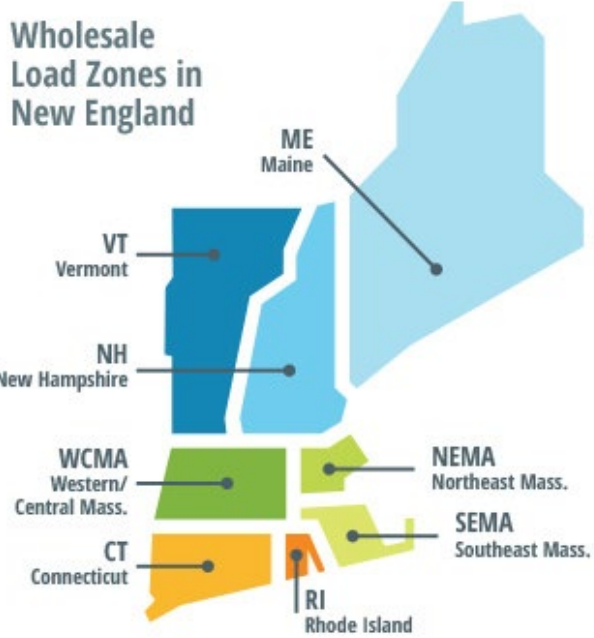 Wholesale
Load Zones in
New England
ME
Maine
VT
Vermont
NH
New Hampshire
WCMA
Western/
Central Mass.
NEMA
Northeast Mass.
SEMA
Southeast Mass.
CT
Connecticut
RI
Rhode Island